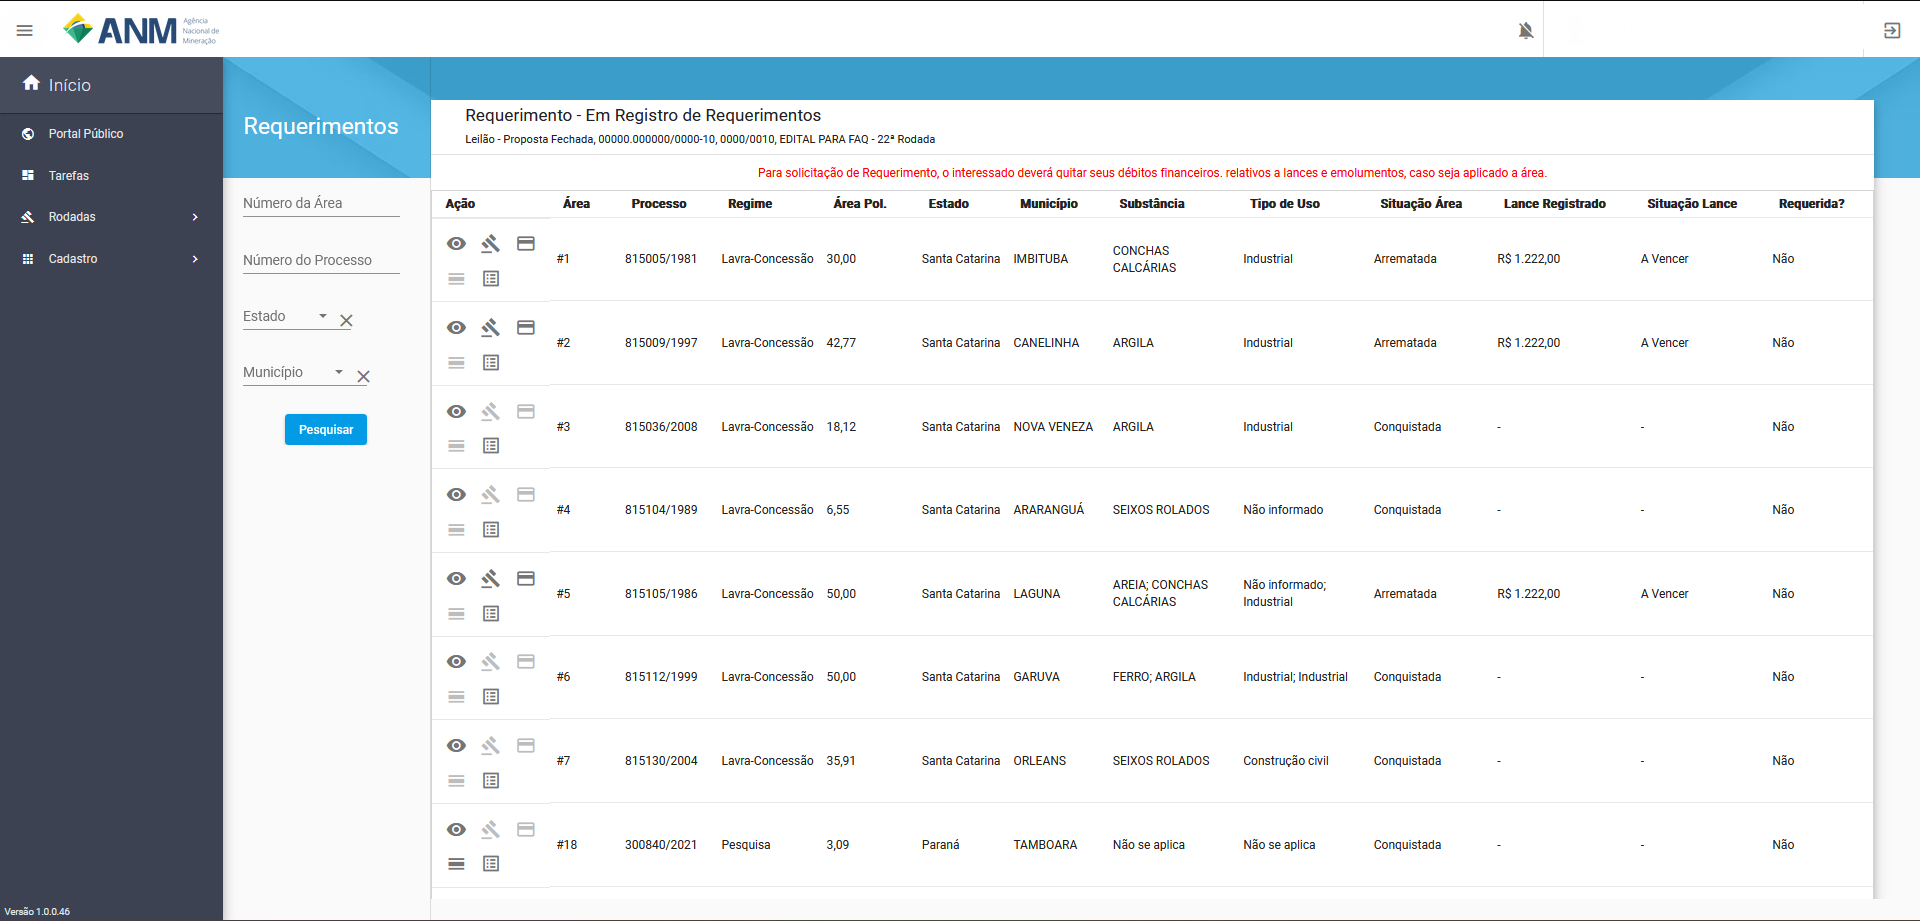 ANM Agência
Nacional de
Mineração
Início
Portal Público
Tarefas
Rodadas
Cadastro
Versão 1.0.0.46
Requerimentos
Número da Área
Número do Processo
Estado
Município
Pesquisar
Requerimento - Em Registro de Requerimentos
Leilão - Proposta Fechada, 00000.000000/0000-10, 0000/0010, EDITAL PARA FAQ - 22ª Rodada
Para solicitação de Requerimento, o interessado deverá quitar seus débitos financeiros. relativos a lances e emolumentos, caso seja aplicado a área.
Ação Área Processo Regime Área Pol. Estado Município Substância Tipo de Uso Situação Área Lance Registrado Situação Lance Requerida?
#1 815005/1981 Lavra-Concessão 30,00 Santa Catarina IMBITUBA CONCHAS CALCÁRIAS Industrial Arrematada R$ 1.222,00 A Vencer Não
#2 815009/1997 Lavra-Concessão 42,77 Santa Catarina CANELINHA ARGILA Industrial Arrematada R$ 1.222,00 A Vencer Não
#3 815036/2008 Lavra-Concessão 18,12 Santa Catarina NOVA VENEZA ARGILA Industrial Conquistada - - Não
#4 815104/1989 Lavra-Concessão 6,55 Santa Catarina ARARANGUÁ SEIXOS ROLADOS Não informado Conquistada - - Não
#5 815105/1986 Lavra-Concessão 50,00 Santa Catarina LAGUNA AREIA; CONCHAS CALCÁRIAS Não informado; Industrial Arrematada R$ 1.222,00 A Vencer Não
#6 815112/1999 Lavra-Concessão 50,00 Santa Catarina GARUVA FERRO; ARGILA Industrial; Industrial Conquistada - - Não
#7 815130/2004 Lavra-Concessão 35,91 Santa Catarina ORLEANS SEIXOS ROLADOS Construção civil Conquistada - - Não
#18 300840/2021 Pesquisa 3,09 Paraná TAMBOARA Não se aplica Não se aplica Conquistada - - Não